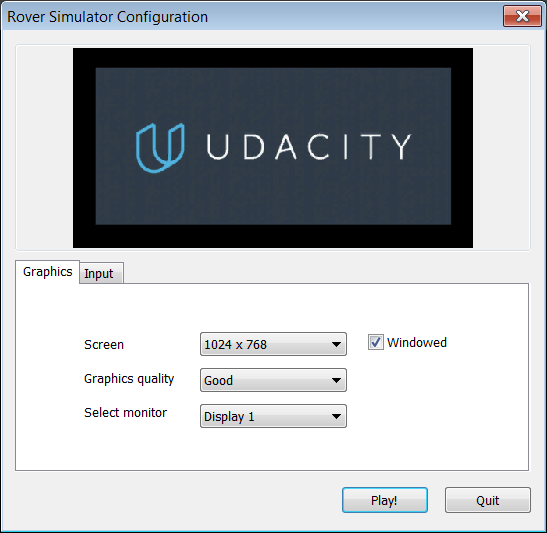 Rover Simulator Configuration
UDACITY
Graphics Input
Screen 1024 x 768 Windowed
Graphics quality Good
Select monitor Display 1
Play! Quit